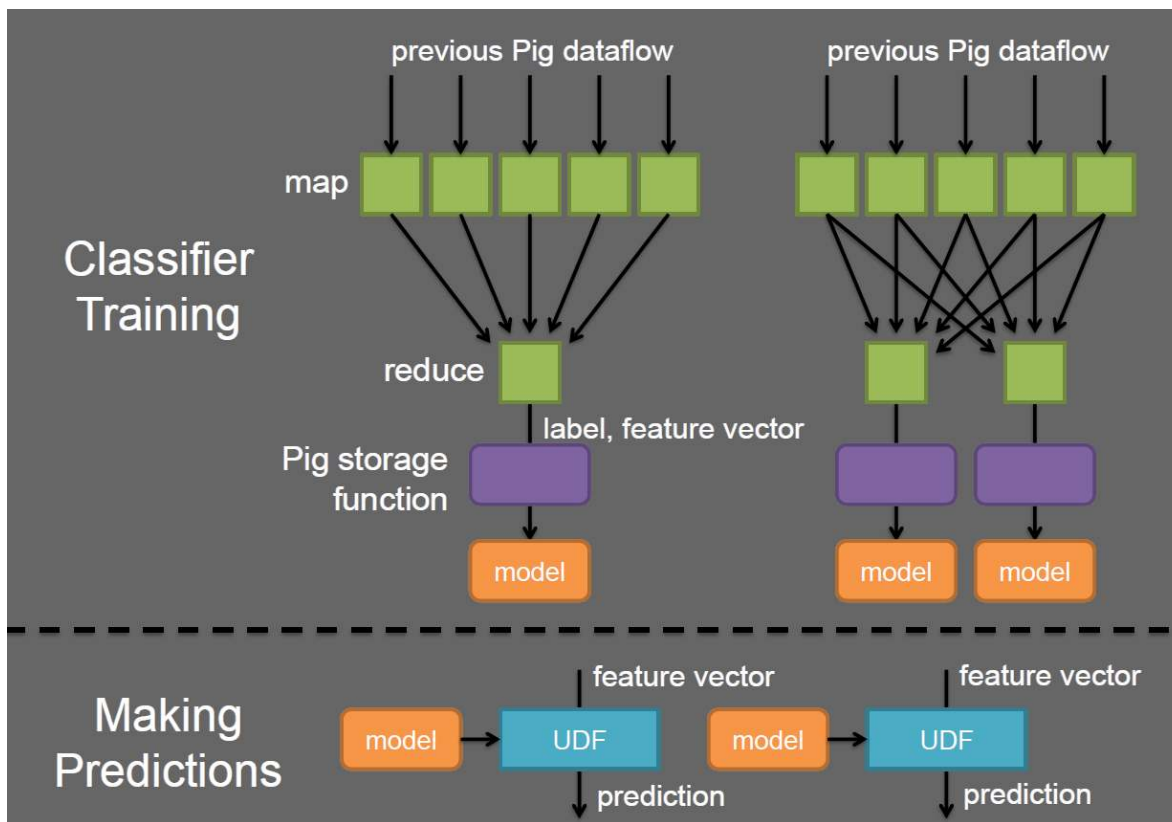 previous Pig dataflow
previous Pig dataflow
map
Classifier
Training
reduce
label, feature vector
Pig storage
function
model
model
model
feature vector
feature vector
Making
Predictions
model
UDF
model
UDF
prediction
prediction